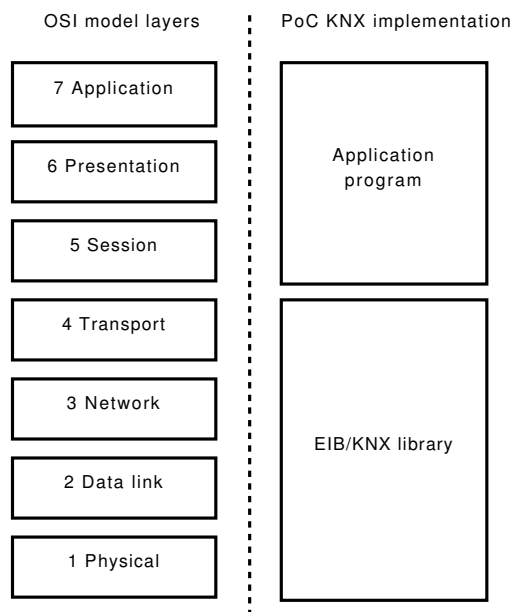 OSI model layers
PoC KNX implementation
7 Application
6 Presentation
5 Session
4 Transport
3 Network
2 Data link
1 Physical
Application
program
EIB/KNX library